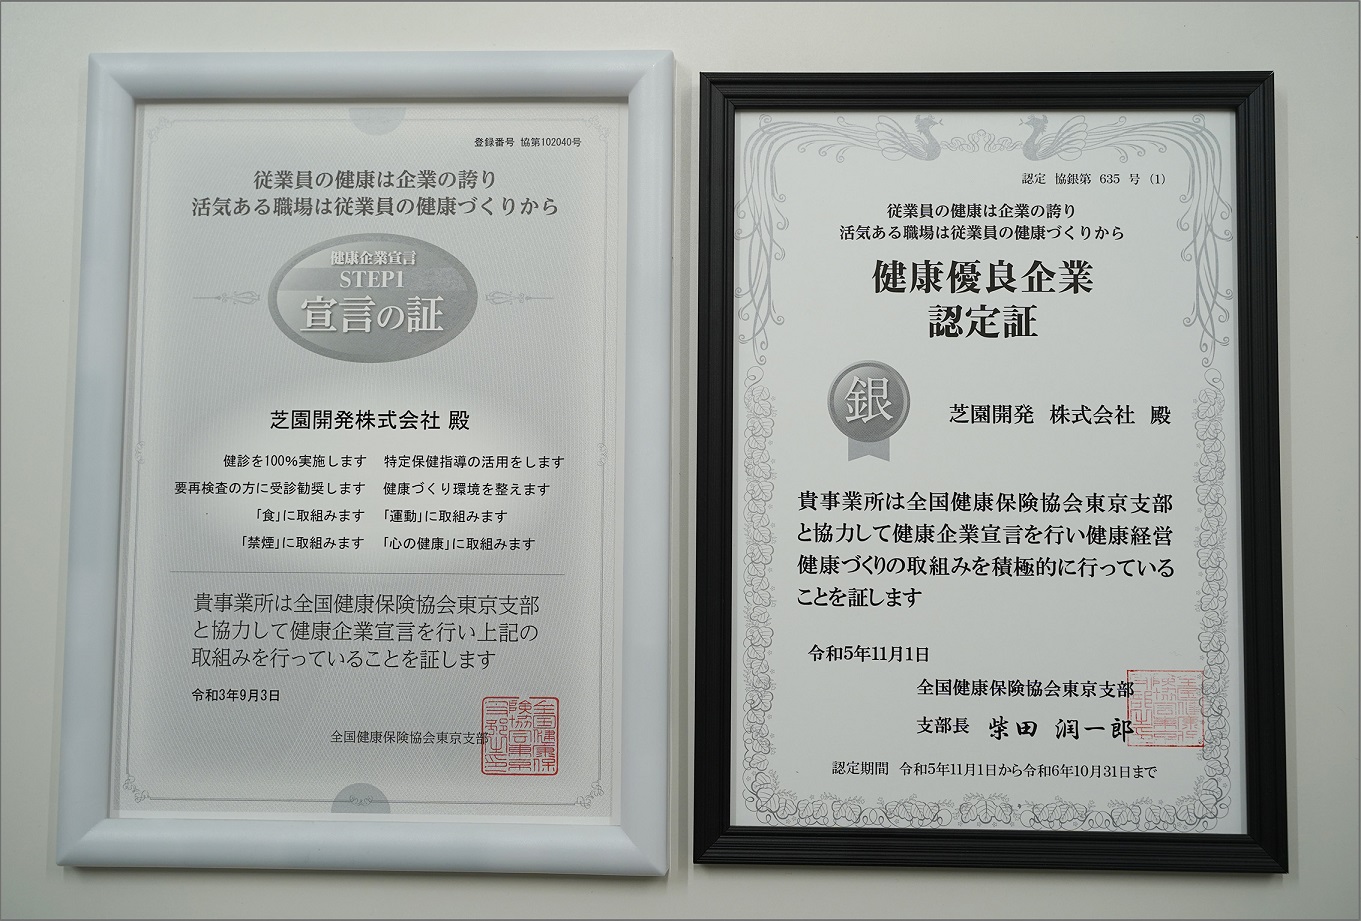 登録番号 協第102040号
従業員の健康は企業の誇り
活気ある職場は従業員の健康づくりから
健康企業宣言
STEP1
宣言の証
芝園開発株式会社 殿
健診を100%実施します 特定保健指導の活用をします
要再検査の方に受診勧奨します 健康づくり環境を整えます
「食」に取組みます 「運動」に取組みます
「禁煙」に取組みます 「心の健康」に取組みます
貴事業所は全国健康保険協会東京支部
と協力して健康企業宣言を行い上記の
取組みを行っていることを証します
令和3年9月3日
全国健康保険協会東京支部
認定 協銀第 635 号 (1)
従業員の健康は企業の誇り
活気ある職場は従業員の健康づくりから
健康優良企業
認定証
銀
芝園開発 株式会社 殿
貴事業所は全国健康保険協会東京支部
と協力して健康企業宣言を行い健康経営
健康づくりの取組みを積極的に行っている
ことを証します
令和5年11月1日
全国健康保険協会東京支部
支部長 柴田 潤一郎
認定期間 令和5年11月1日から令和6年10月31日まで